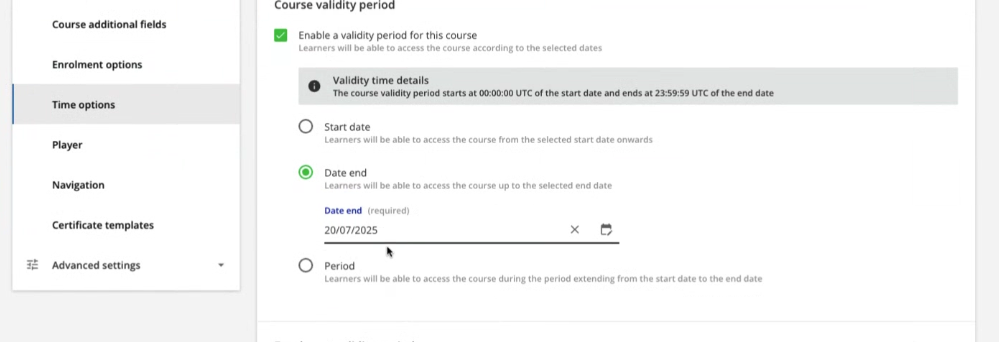 Course validity period
Course additional fields
Enrolment options
Time options
Player
Navigation
Certificate templates
Advanced settings
Enable a validity period for this course
Learners will be able to access the course according to the selected dates
Validity time details
The course validity period starts at 00:00:00 UTC of the start date and ends at 23:59:59 UTC of the end date
Start date
Learners will be able to access the course from the selected start date onwards
Date end
Learners will be able to access the course up to the selected end date
Date end (required)
20/07/2025
Period
Learners will be able to access the course during the period extending from the start date to the end date